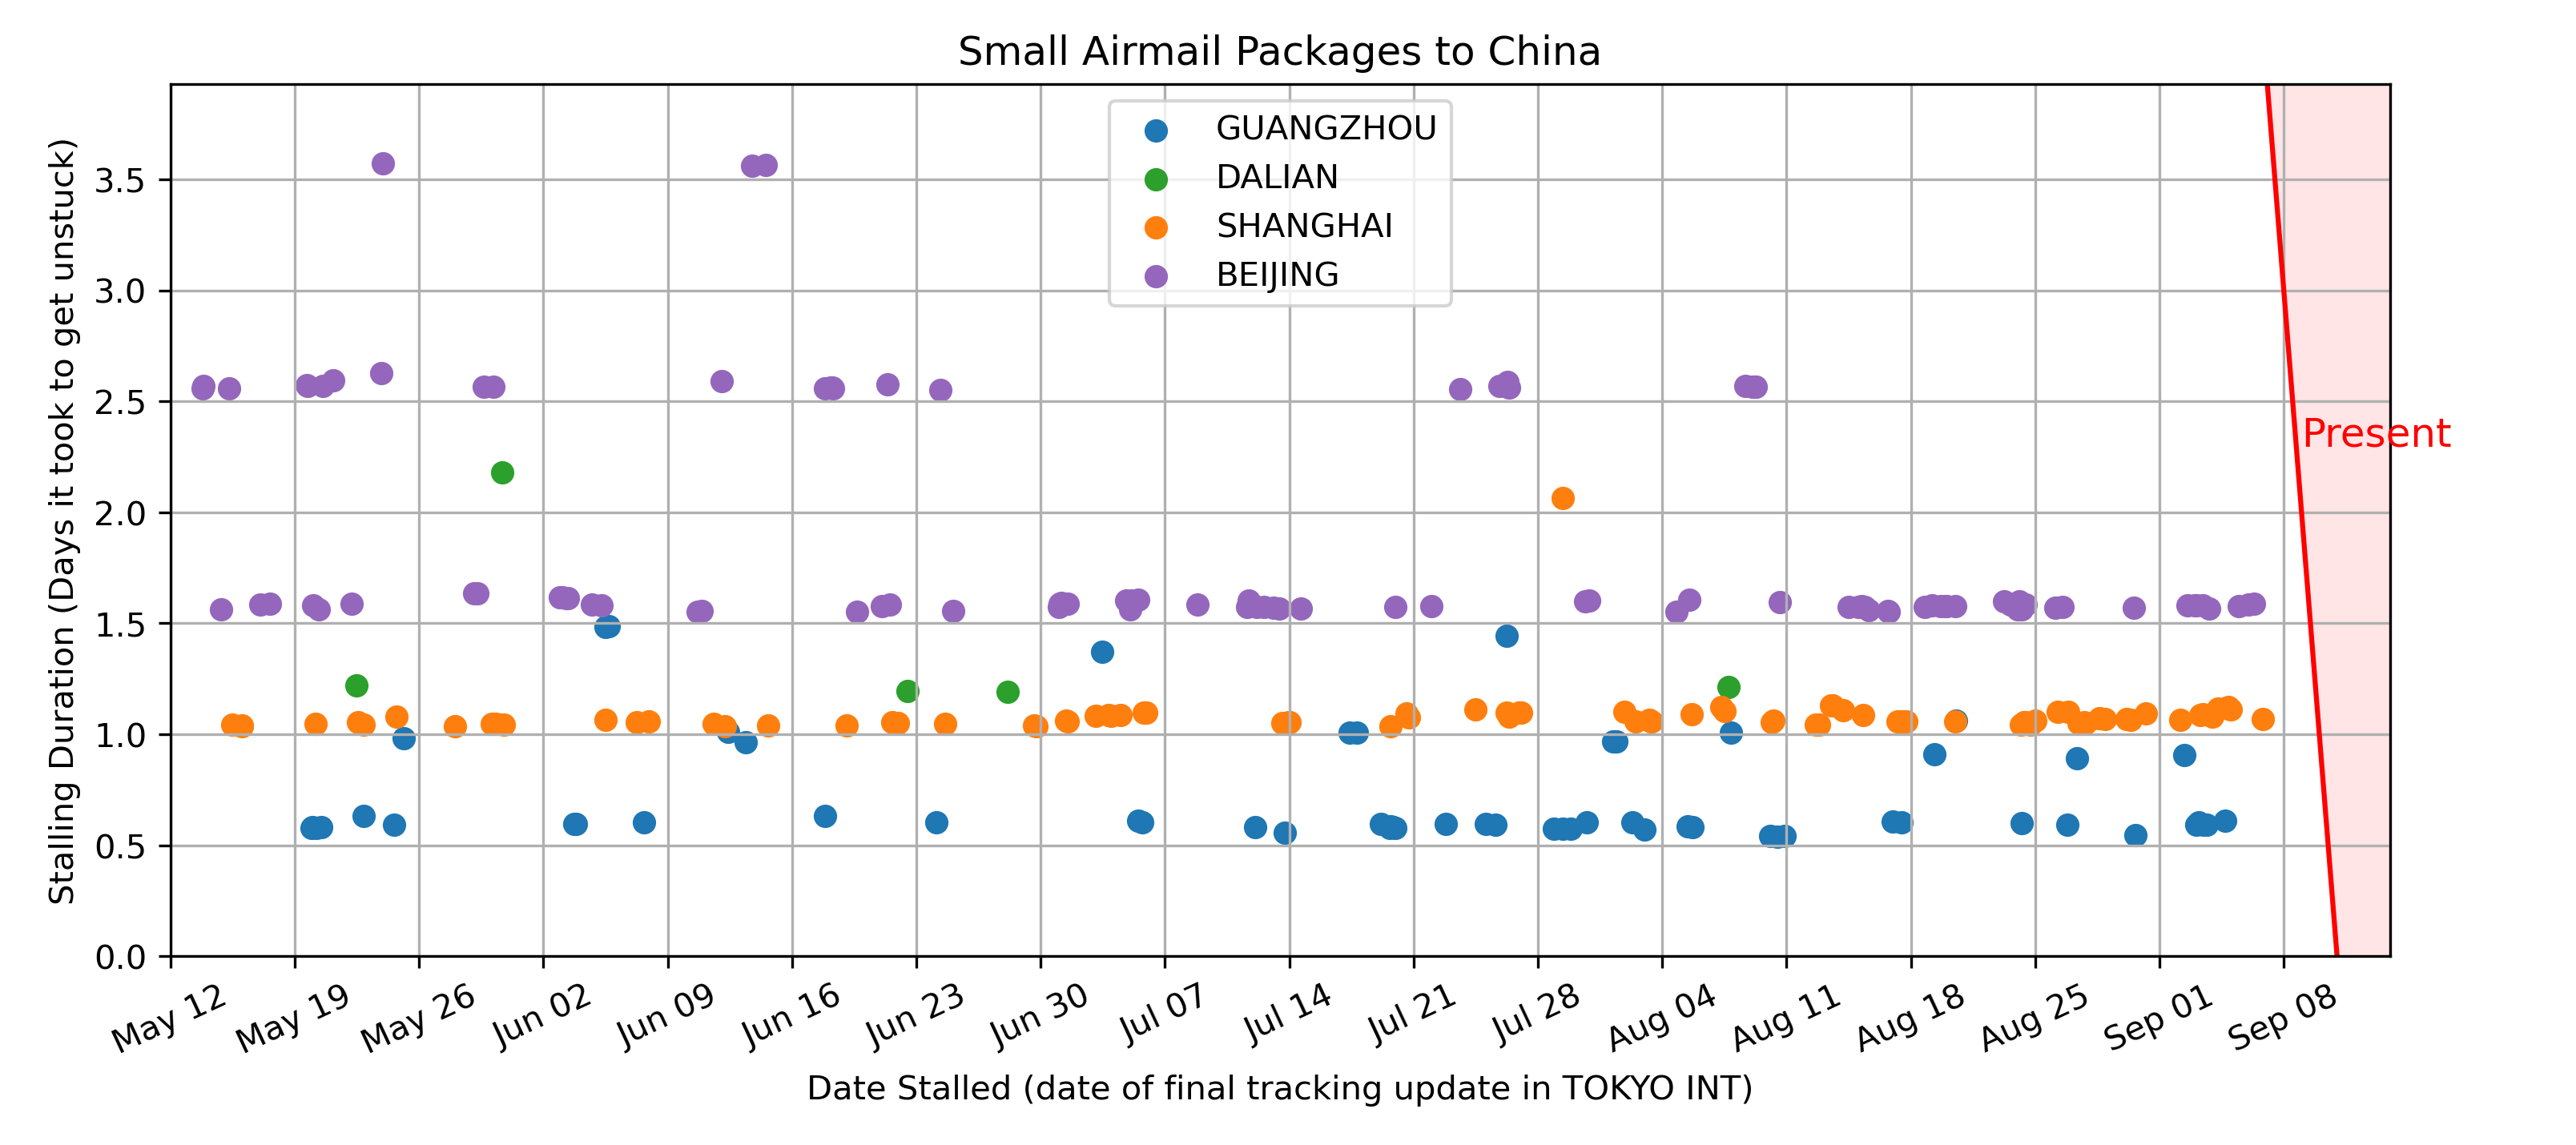 Small Airmail Packages to China
GUANGZHOU
DALIAN
SHANGHAI
BEIJING
Stalling Duration (Days it took to get unstuck)
3.5
3.0
2.5
2.0
1.5
1.0
0.5
0.0
Present
May 12
May 19
May 26
Jun 02
Jun 09
Jun 16
Jun 23
Jun 30
Jul 07
Jul 14
Jul 21
Jul 28
Aug 04
Aug 11
Aug 18
Aug 25
Sep 01
Sep 08
Date Stalled (date of final tracking update in TOKYO INT)